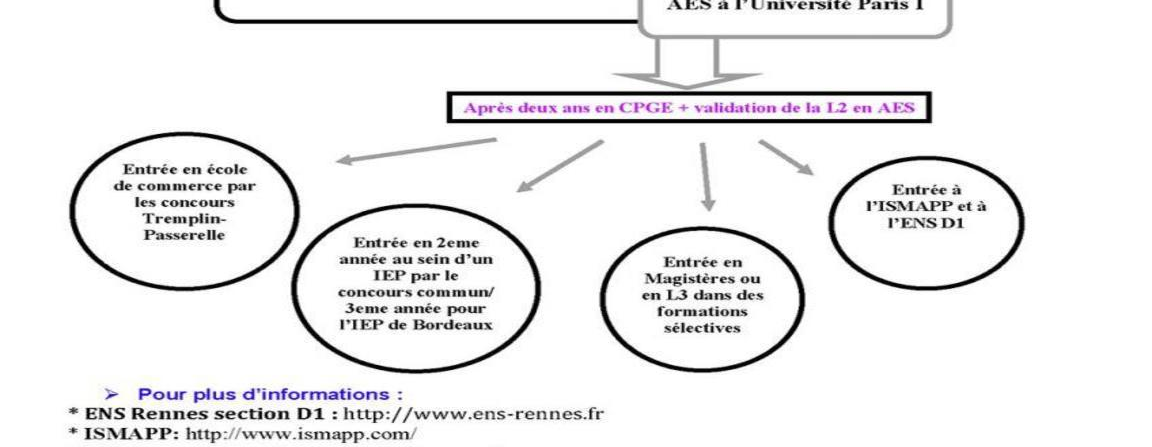 AES à l'Université Paris 1
Après deux ans en CPGE + validation de la L2 en AES
Entrée en école
de commerce par
les concours
Tremplin-
Passerelle
Entrée en 2eme
année au sein d'un
IEP par le
concours commun/
3eme année pour
l'IEP de Bordeaux
Entrée en
Magistères ou
en L3 dans des
formations
sélectives
Entrée à
l'ISMAPP et à
l'ENS D1
➢ Pour plus d'informations :
* ENS Rennes section D1 : http://www.ens-rennes.fr
* ISMAPP: http://www.ismapp.com/